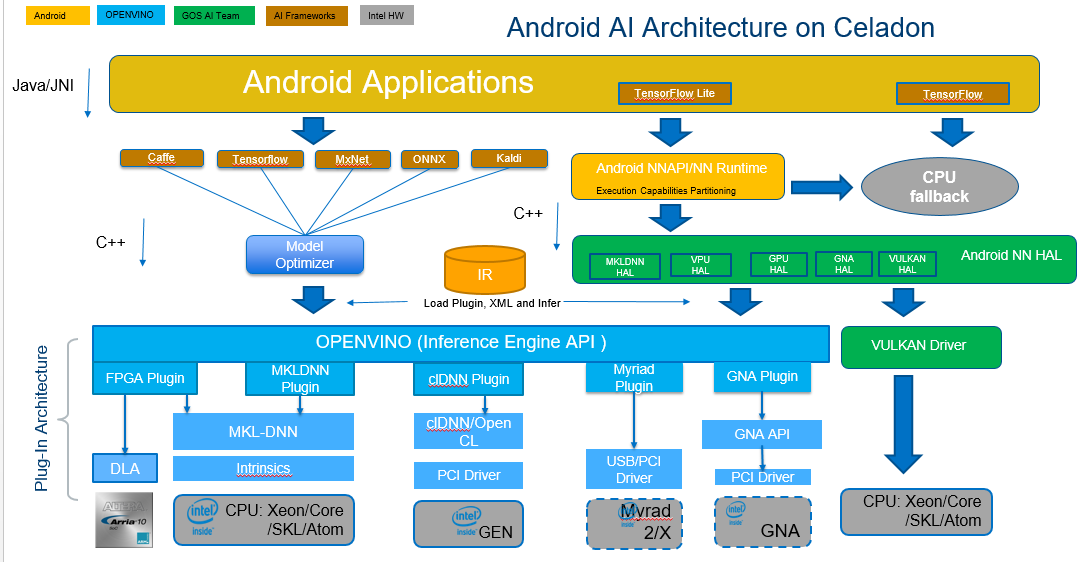 Android
OPENVINO
GOS AI Team
AI Frameworks
Intel HW
Android AI Architecture on Celadon
Java/JNI
Android Applications
TensorFlow Lite
TensorFlow
Caffe
Tensorflow
MxNet
ONNX
Kaldi
Android NNAPI/NN Runtime
Execution Capabilities Partitioning
CPU
fallback
C++
C++
Model
Optimizer
IR
Load Plugin, XML and Infer
MKLDNN
HAL
VPU
HAL
GPU
HAL
GNA
HAL
VULKAN
HAL
Android NN HAL
OPENVINO (Inference Engine API )
VULKAN Driver
Plug-In Architecture
FPGA Plugin
MKLDNN
Plugin
clDNN Plugin
Myriad
Plugin
GNA Plugin
MKL-DNN
clDNN/Open
CL
GNA API
DLA
Intrinsics
PCI Driver
USB/PCI
Driver
PCI Driver
Arria 10
intel
inside
CPU: Xeon/Core
/SKL/Atom
intel
inside
GEN
Myrad
2/X
intel
inside
GNA
CPU: Xeon/Core
/SKL/Atom